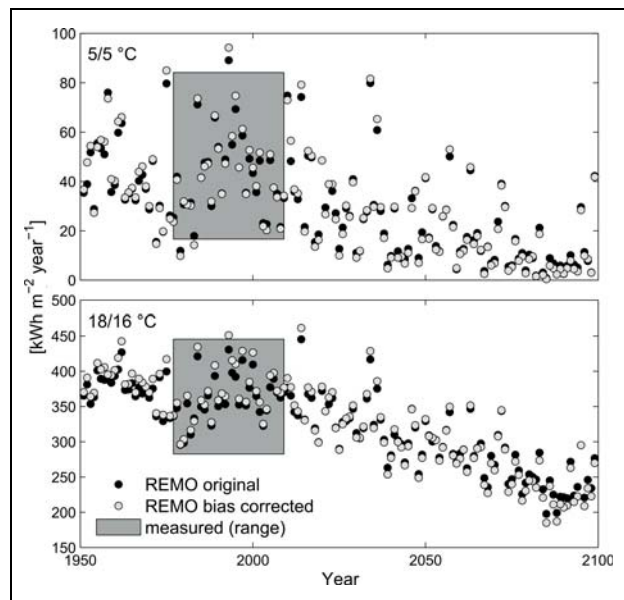 5/5 °C
100
80
60
40
20
0
[kWh m⁻² year⁻¹]
18/16 °C
500
450
400
350
300
250
200
150
REMO original
REMO bias corrected
measured (range)
1950
2000
2050
2100
Year